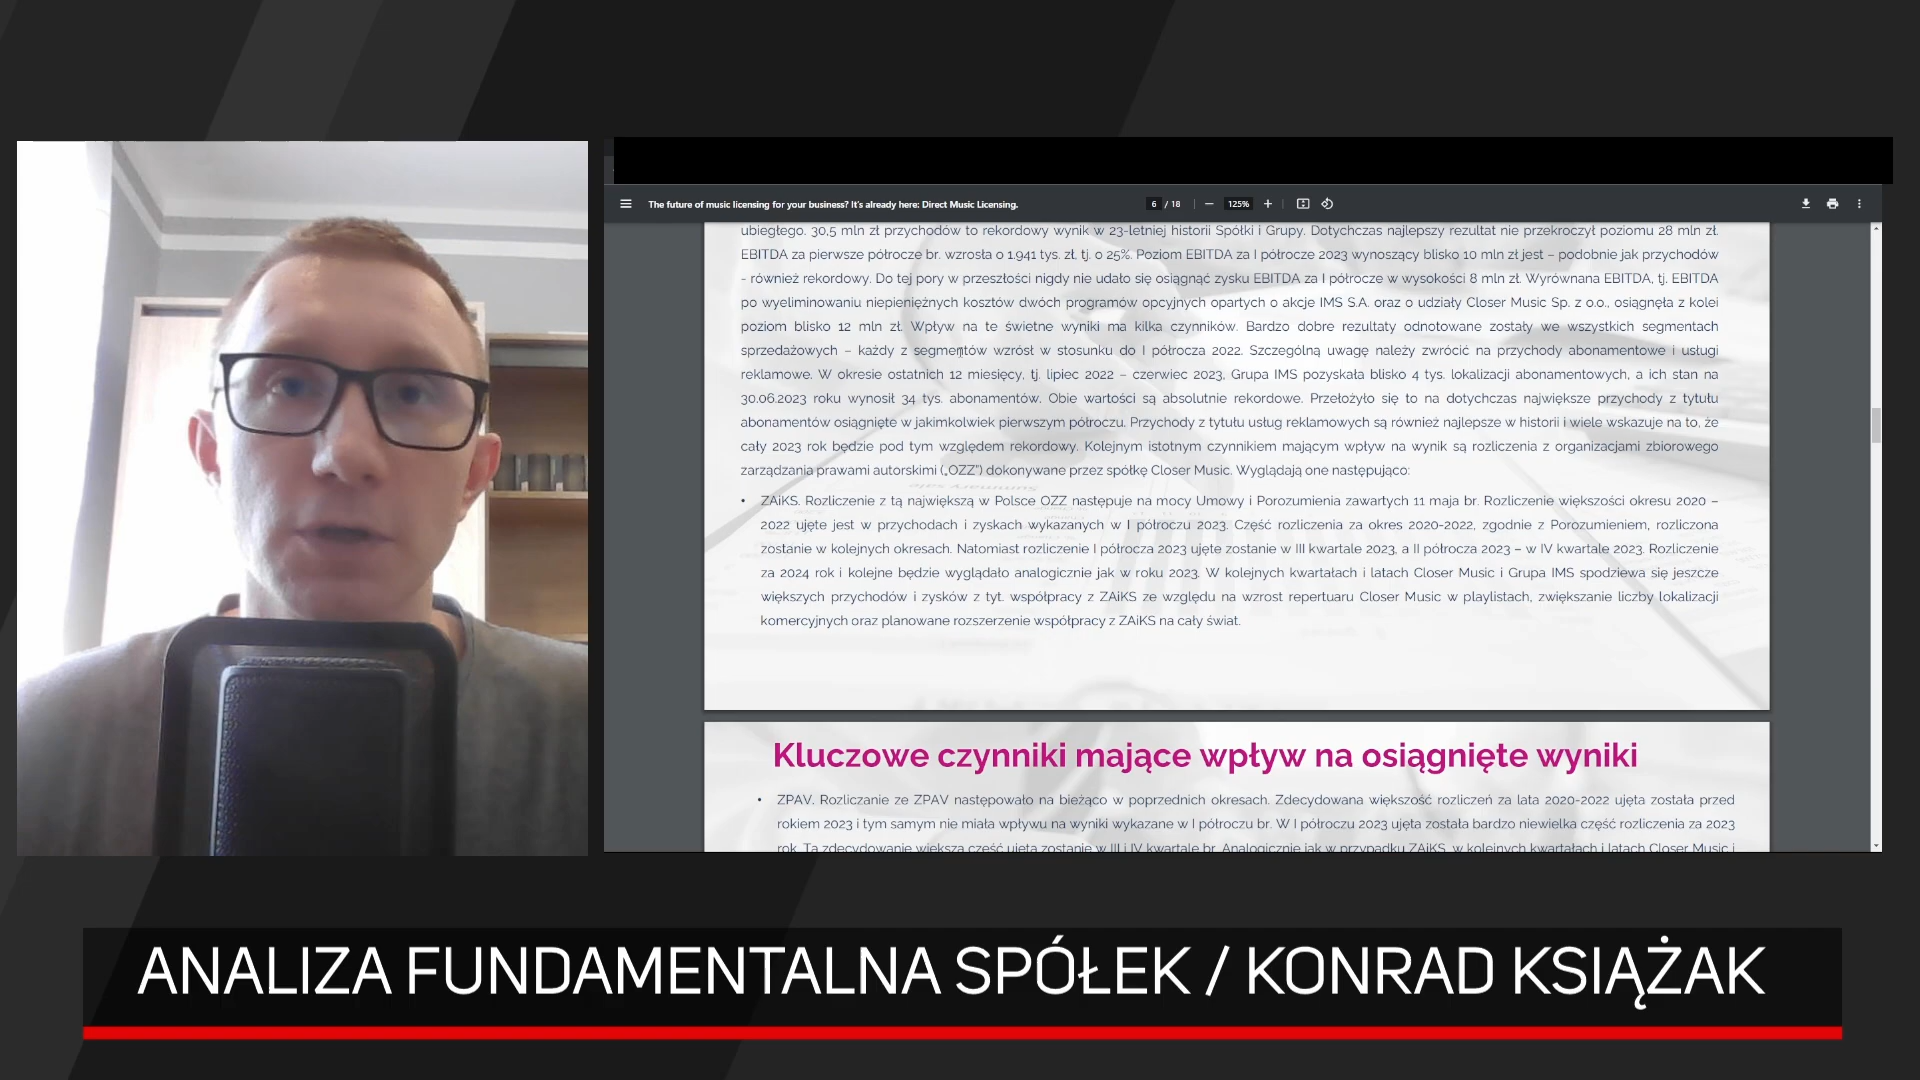 The future of music licensing for your business? It's already here: Direct Music Licensing.
6 / 18
125%
ubiegłego. 30,5 mln zł przychodów to rekordowy wynik w 23-letniej historii Spółki i Grupy. Dotychczas najlepszy rezultat nie przekroczył poziomu 28 mln zł.
EBITDA za pierwsze półrocze br. wzrosła o 1.941 tys. zł, tj. o 25%. Poziom EBITDA za I półrocze 2023 wynoszący blisko 10 mln zł jest – podobnie jak przychodów
- również rekordowy. Do tej pory w przeszłości nigdy nie udało się osiągnąć zysku EBITDA za I półrocze w wysokości 8 mln zł. Wyrównana EBITDA, tj. EBITDA
po wyeliminowaniu niepieniężnych kosztów dwóch programów opcyjnych opartych o akcje IMS S.A. oraz o udziały Closer Music Sp. z o.o., osiągnęła z kolei
poziom blisko 12 mln zł. Wpływ na te świetne wyniki ma kilka czynników. Bardzo dobre rezultaty odnotowane zostały we wszystkich segmentach
sprzedażowych – każdy z segmentów wzrósł w stosunku do I półrocza 2022. Szczególną uwagę należy zwrócić na przychody abonamentowe i usługi
reklamowe. W okresie ostatnich 12 miesięcy, tj. lipiec 2022 – czerwiec 2023, Grupa IMS pozyskała blisko 4 tys. lokalizacji abonamentowych, a ich stan na
30.06.2023 roku wynosił 34 tys. abonamentów. Obie wartości są absolutnie rekordowe. Przełożyło się to na dotychczas największe przychody z tytułu
abonamentów osiągnięte w jakimkolwiek pierwszym półroczu. Przychody z tytułu usług reklamowych są również najlepsze w historii i wiele wskazuje na to, że
cały 2023 rok będzie pod tym względem rekordowy. Kolejnym istotnym czynnikiem mającym wpływ na wynik są rozliczenia z organizacjami zbiorowego
zarządzania prawami autorskimi („OZZ") dokonywane przez spółkę Closer Music. Wyglądają one następująco:
• ZAiKS. Rozliczenie z tą największą w Polsce OZZ następuje na mocy Umowy i Porozumienia zawartych 11 maja br. Rozliczenie większości okresu 2020 –
2022 ujęte jest w przychodach i zyskach wykazanych w I półroczu 2023. Część rozliczenia za okres 2020-2022, zgodnie z Porozumieniem, rozliczona
zostanie w kolejnych okresach. Natomiast rozliczenie I półrocza 2023 ujęte zostanie w III kwartale 2023, a II półrocza 2023 – w IV kwartale 2023. Rozliczenie
za 2024 rok i kolejne będzie wyglądało analogicznie jak w roku 2023. W kolejnych kwartałach i latach Closer Music i Grupa IMS spodziewa się jeszcze
większych przychodów i zysków z tyt. współpracy z ZAiKS ze względu na wzrost repertuaru Closer Music w playlistach, zwiększanie liczby lokalizacji
komercyjnych oraz planowane rozszerzenie współpracy z ZAiKS na cały świat.
Kluczowe czynniki mające wpływ na osiągnięte wyniki
• ZPAV. Rozliczanie ze ZPAV następowało na bieżąco w poprzednich okresach. Zdecydowana większość rozliczeń za lata 2020-2022 ujęta została przed
rokiem 2023 i tym samym nie miała wpływu na wyniki wykazane w I półroczu br. W I półroczu 2023 ujęta została bardzo niewielka część rozliczenia za 2023
rok. Ta zdecydowanie większa część ujęta zostanie w III i IV kwartale br. Analogicznie jak w przypadku ZAiKS, w kolejnych kwartałach i latach Closer Music i
ANALIZA FUNDAMENTALNA SPÓŁEK / KONRAD KSIĄŻAK